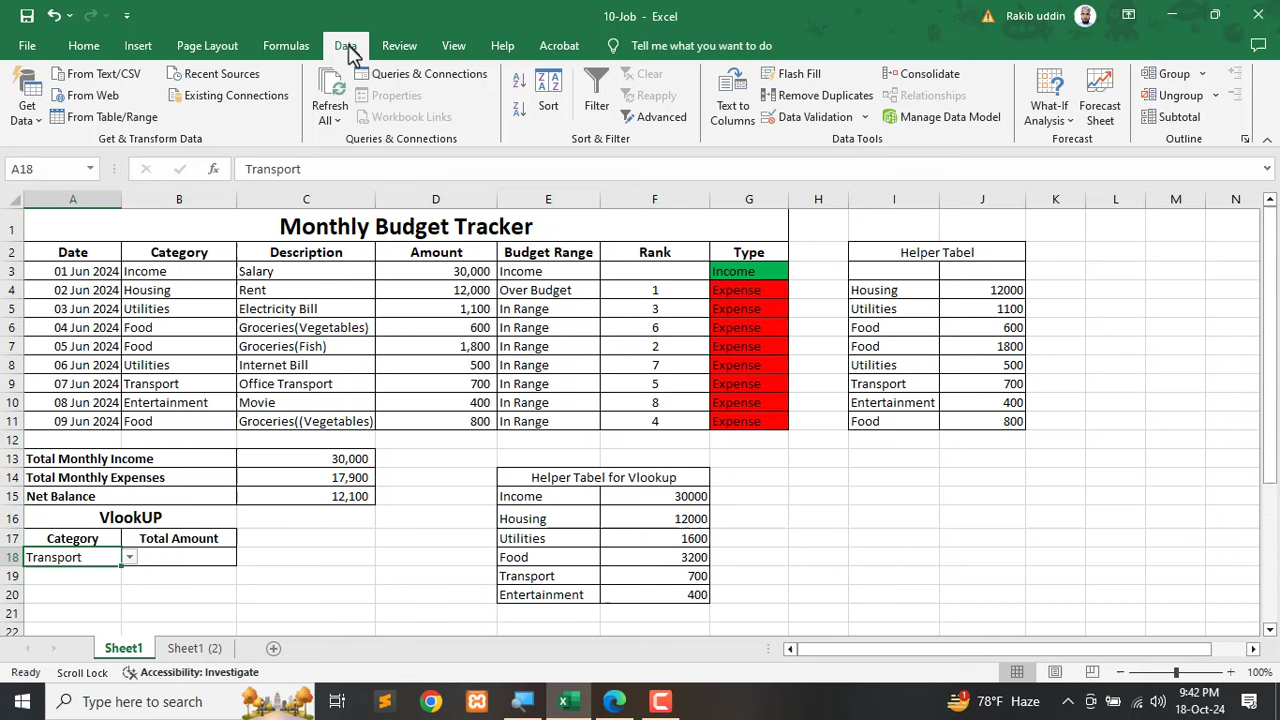 10-Job - Excel
Rakib uddin
File Home Insert Page Layout Formulas Data Review View Help Acrobat Tell me what you want to do
Get Data
From Text/CSV
From Web
From Table/Range
Recent Sources
Existing Connections
Get & Transform Data
Refresh All
Queries & Connections
Properties
Workbook Links
Queries & Connections
Sort
Filter
Clear
Reapply
Advanced
Sort & Filter
Text to Columns
Flash Fill
Remove Duplicates
Data Validation
Consolidate
Relationships
Manage Data Model
Data Tools
What-If Analysis
Forecast Sheet
Forecast
Group
Ungroup
Subtotal
Outline
A18 fx Transport
A B C D E F G H I J K L M N
1 Monthly Budget Tracker
2 Date Category Description Amount Budget Range Rank Type Helper Tabel
3 01 Jun 2024 Income Salary 30,000 Income Income
4 02 Jun 2024 Housing Rent 12,000 Over Budget 1 Expense Housing 12000
5 03 Jun 2024 Utilities Electricity Bill 1,100 In Range 3 Expense Utilities 1100
6 04 Jun 2024 Food Groceries(Vegetables) 600 In Range 6 Expense Food 600
7 05 Jun 2024 Food Groceries(Fish) 1,800 In Range 2 Expense Food 1800
8 06 Jun 2024 Utilities Internet Bill 500 In Range 7 Expense Utilities 500
9 07 Jun 2024 Transport Office Transport 700 In Range 5 Expense Transport 700
10 08 Jun 2024 Entertainment Movie 400 In Range 8 Expense Entertainment 400
11 09 Jun 2024 Food Groceries((Vegetables) 800 In Range 4 Expense Food 800
12
13 Total Monthly Income 30,000
14 Total Monthly Expenses 17,900 Helper Tabel for Vlookup
15 Net Balance 12,100 Income 30000
16 VlookUP Housing 12000
17 Category Total Amount Utilities 1600
18 Transport Food 3200
19 Transport 700
20 Entertainment 400
21
22
Sheet1 Sheet1 (2)
Ready Scroll Lock Accessibility: Investigate 100%
Type here to search
1 78°F Haze
9:42 PM
18-Oct-24